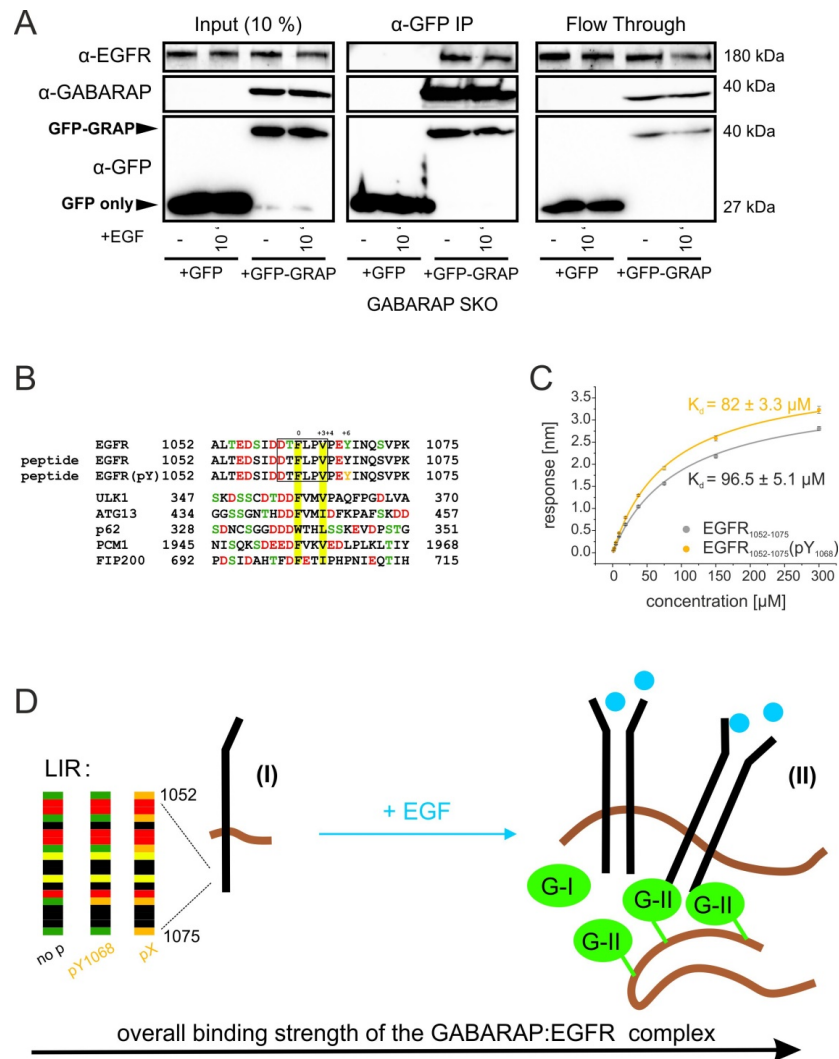 A
Input (10 %) α-GFP IP Flow Through
α-EGFR 180 kDa
α-GABARAP 40 kDa
GFP-GRAP 40 kDa
α-GFP
GFP only 27 kDa
+EGF - 10' - 10' - 10' - 10' - 10' - 10'
+GFP +GFP-GRAP +GFP +GFP-GRAP +GFP +GFP-GRAP
GABARAP SKO
B
0 +3 +4 +6
EGFR 1052 ALTEDSIDDTFLPVPEYINQSVPK 1075
peptide EGFR 1052 ALTEDSIDDTFLPVPEYINQSVPK 1075
peptide EGFR(pY) 1052 ALTEDSIDDTFLPVPEYINQSVPK 1075
ULK1 347 SKDSSCDTDDFVMVPAQFPGDLVA 370
ATG13 434 GGSSGNTHDDFVMIDFKPAFSKDD 457
p62 328 SDNCSGGDDDWTHLSSKEVDPSTG 351
PCM1 1945 NISQKSDEEDFVKVEDLPLKLTIY 1968
FIP200 692 PDSIDAHTFDFETIPHPNIEQTIH 715
C
response [nm]
3.5
3.0
2.5
2.0
1.5
1.0
0.5
0.0
Kd = 82 ± 3.3 µM
Kd = 96.5 ± 5.1 µM
EGFR1052-1075
EGFR1052-1075(pY1068)
0 50 100 150 200 250 300
concentration [µM]
D
LIR:
1052
1075
no p pY1068 pX
(I)
+ EGF
(II)
G-I
G-II
G-II
G-II
overall binding strength of the GABARAP:EGFR complex